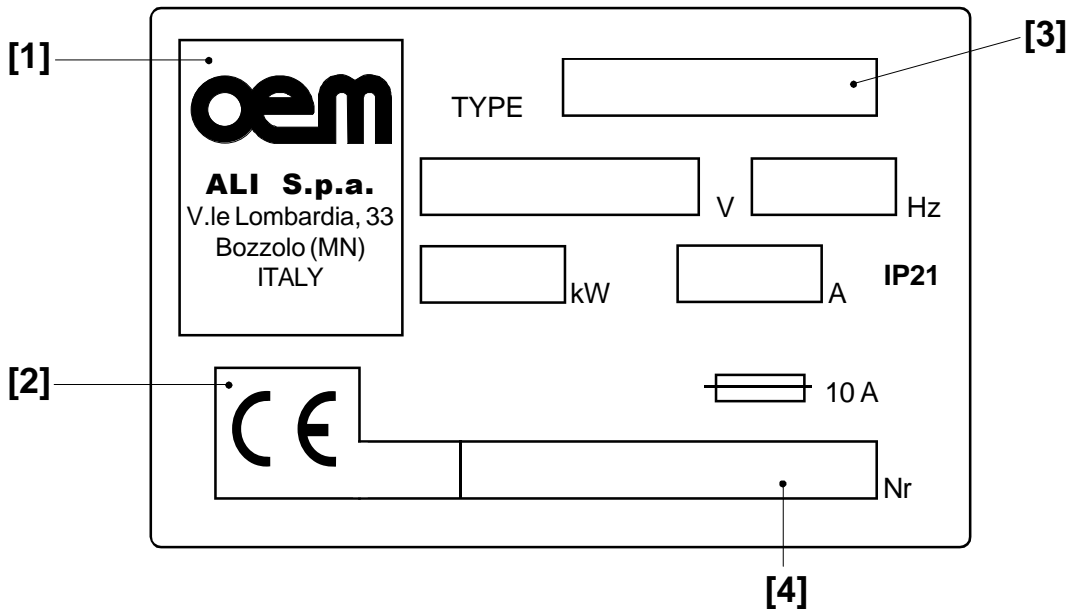 [1]
oem
ALI S.p.a.
V.le Lombardia, 33
Bozzolo (MN)
ITALY
[3]
TYPE
V
Hz
kW
A
IP21
[2]
CE
10 A
Nr
[4]